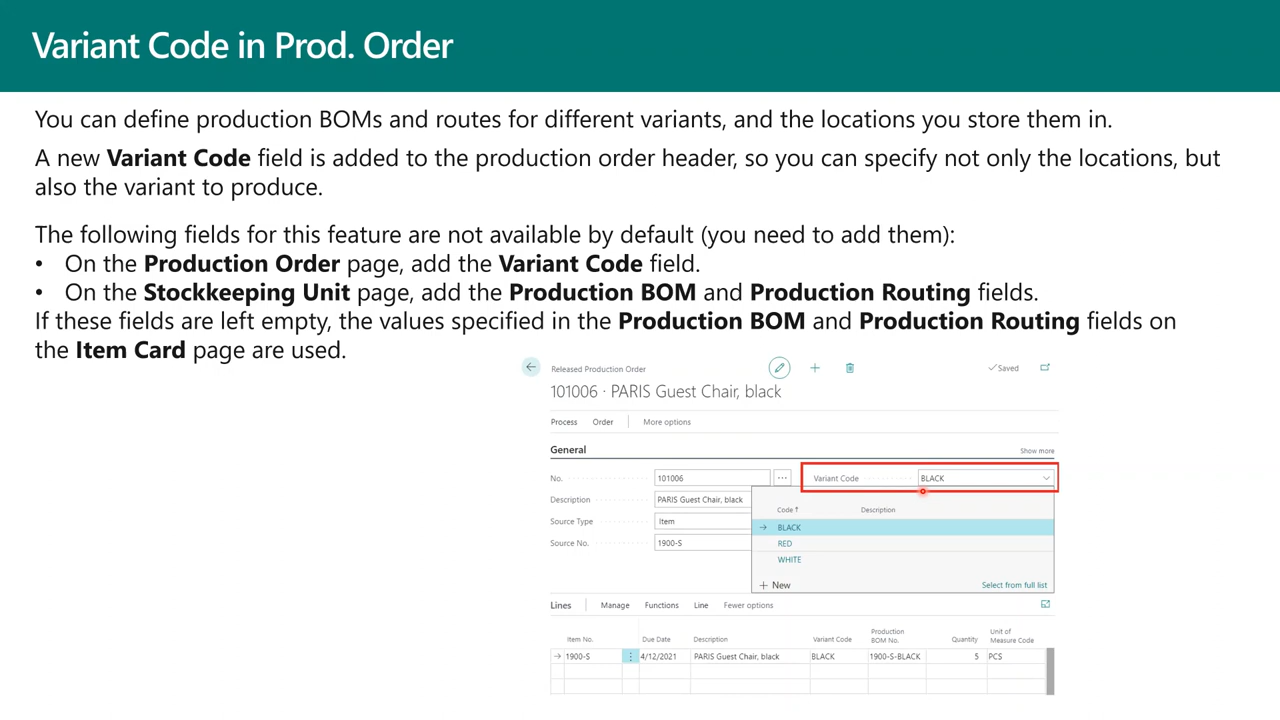 Variant Code in Prod. Order
You can define production BOMs and routes for different variants, and the locations you store them in.
A new Variant Code field is added to the production order header, so you can specify not only the locations, but
also the variant to produce.
The following fields for this feature are not available by default (you need to add them):
• On the Production Order page, add the Variant Code field.
• On the Stockkeeping Unit page, add the Production BOM and Production Routing fields.
If these fields are left empty, the values specified in the Production BOM and Production Routing fields on
the Item Card page are used.
Released Production Order
Saved
101006 · PARIS Guest Chair, black
Process Order More options
General Show more
No. 101006 ... Variant Code BLACK
Description PARIS Guest Chair, black
Source Type Item
Source No. 1900-S
Code ↑ Description
→ BLACK
RED
WHITE
+ New Select from full list
Lines Manage Functions Line Fewer options
Item No. Due Date Description Variant Code Production BOM No. Quantity Unit of Measure Code
→ 1900-S 4/12/2021 PARIS Guest Chair, black BLACK 1900-S-BLACK 5 PCS